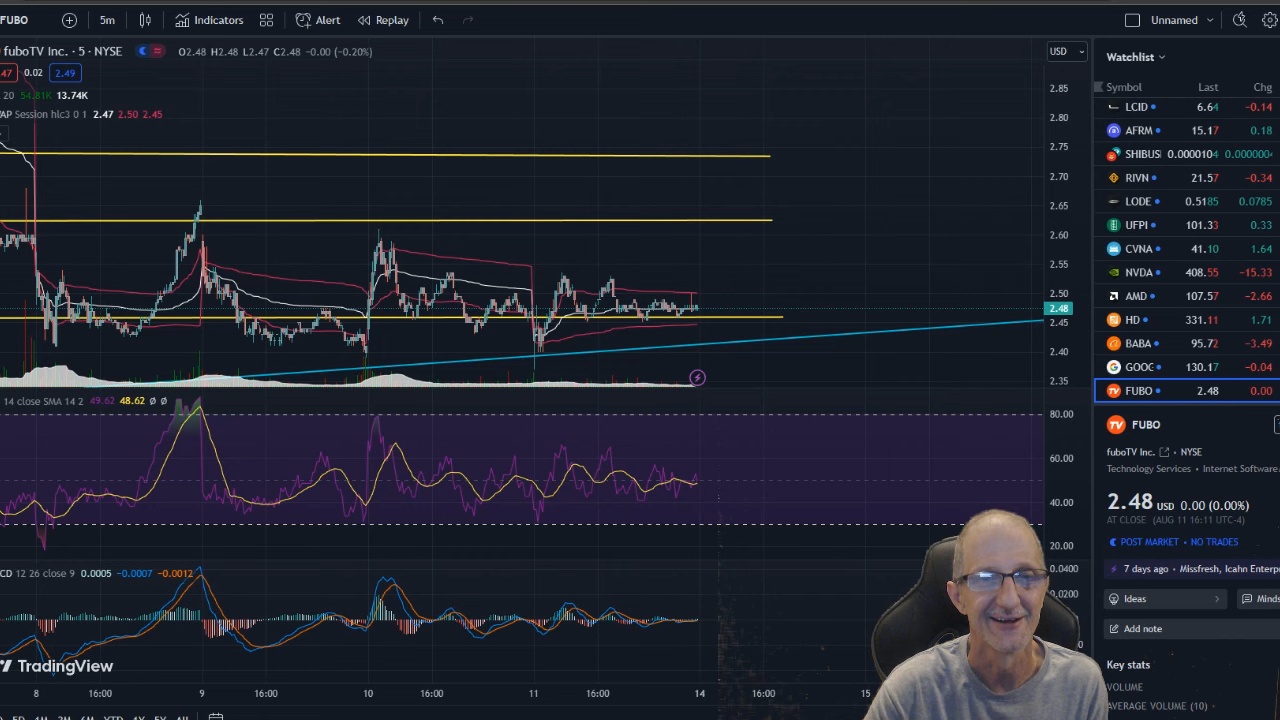 FUBO 5m Indicators Alert Replay Unnamed
fuboTV Inc. · 5 · NYSE O2.48 H2.48 L2.47 C2.48 −0.00 (−0.20%) USD
47 0.02 2.49
20 54.81K 13.74K
AP Session hlc3 0 1 2.47 2.50 2.45
2.85
2.80
2.75
2.70
2.65
2.60
2.55
2.50
2.48
2.45
2.40
2.35
14 close SMA 14 2 49.62 48.62 ∅ ∅
80.00
60.00
40.00
20.00
CD 12 26 close 9 0.0005 −0.0007 −0.0012
0.0400
0.0200
0
TradingView
8 16:00 9 16:00 10 16:00 11 16:00 14 16:00 15
Watchlist
Symbol Last Chg
LCID 6.64 −0.14
AFRM 15.17 0.18
SHIBUS 0.0000104 0.000000
RIVN 21.57 −0.34
LODE 0.5185 0.0785
UFPI 101.33 0.33
CVNA 41.10 1.64
NVDA 408.55 −15.33
AMD 107.57 −2.66
HD 331.11 1.71
BABA 95.72 −3.49
GOOG 130.17 −0.04
FUBO 2.48 0.00
FUBO
fuboTV Inc. · NYSE
Technology Services · Internet Software
2.48 USD 0.00 (0.00%)
AT CLOSE (AUG 11 16:11 UTC-4)
POST MARKET · NO TRADES
7 days ago · Missfresh, Icahn Enterp
Ideas Minds
Add note
Key stats
VOLUME
AVERAGE VOLUME (10)